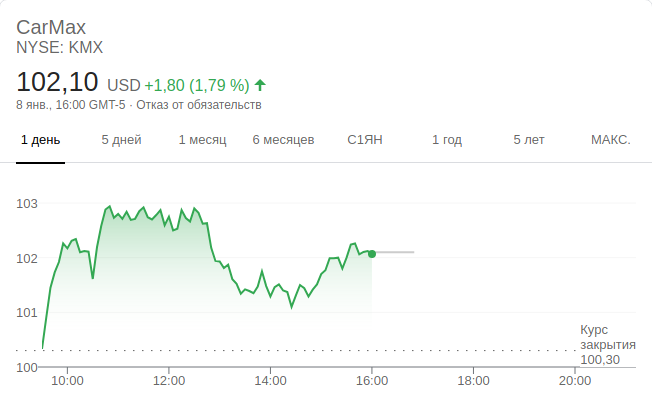 CarMax
NYSE: KMX
102,10 USD +1,80 (1,79 %)
8 янв., 16:00 GMT-5 · Отказ от обязательств
1 день 5 дней 1 месяц 6 месяцев С1ЯН 1 год 5 лет МАКС.
103
102
101
100
Курс
закрытия
100,30
10:00 12:00 14:00 16:00 18:00 20:00